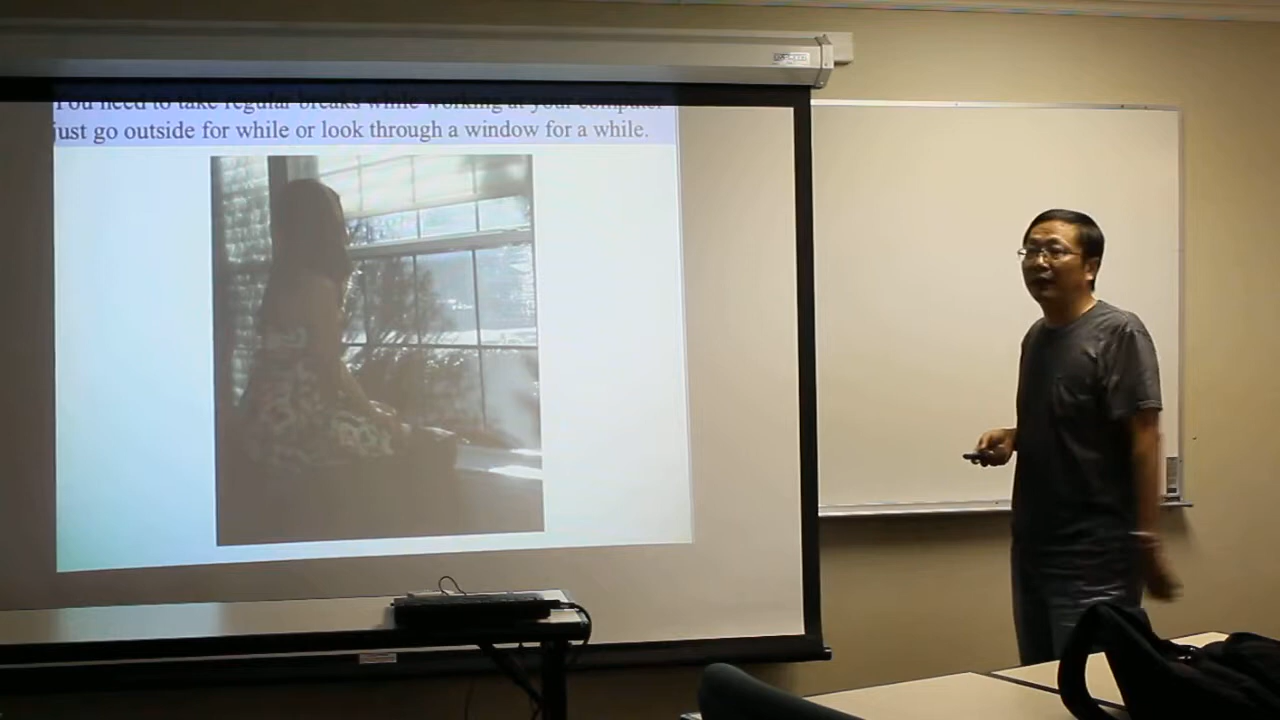 You need to take regular breaks while working at your computer
just go outside for while or look through a window for a while.